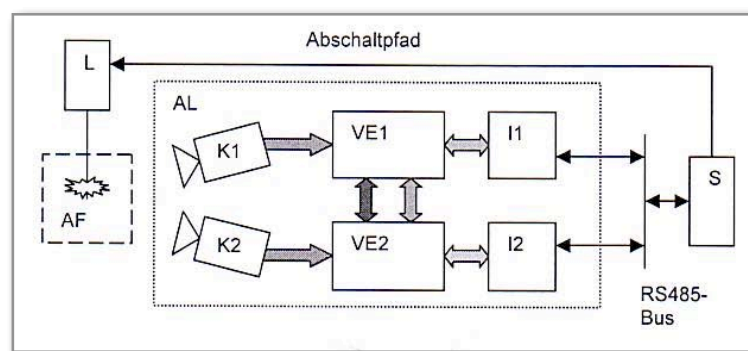 Abschaltpfad
L
AL
K1
VE1
I1
AF
K2
VE2
I2
S
RS485-
Bus